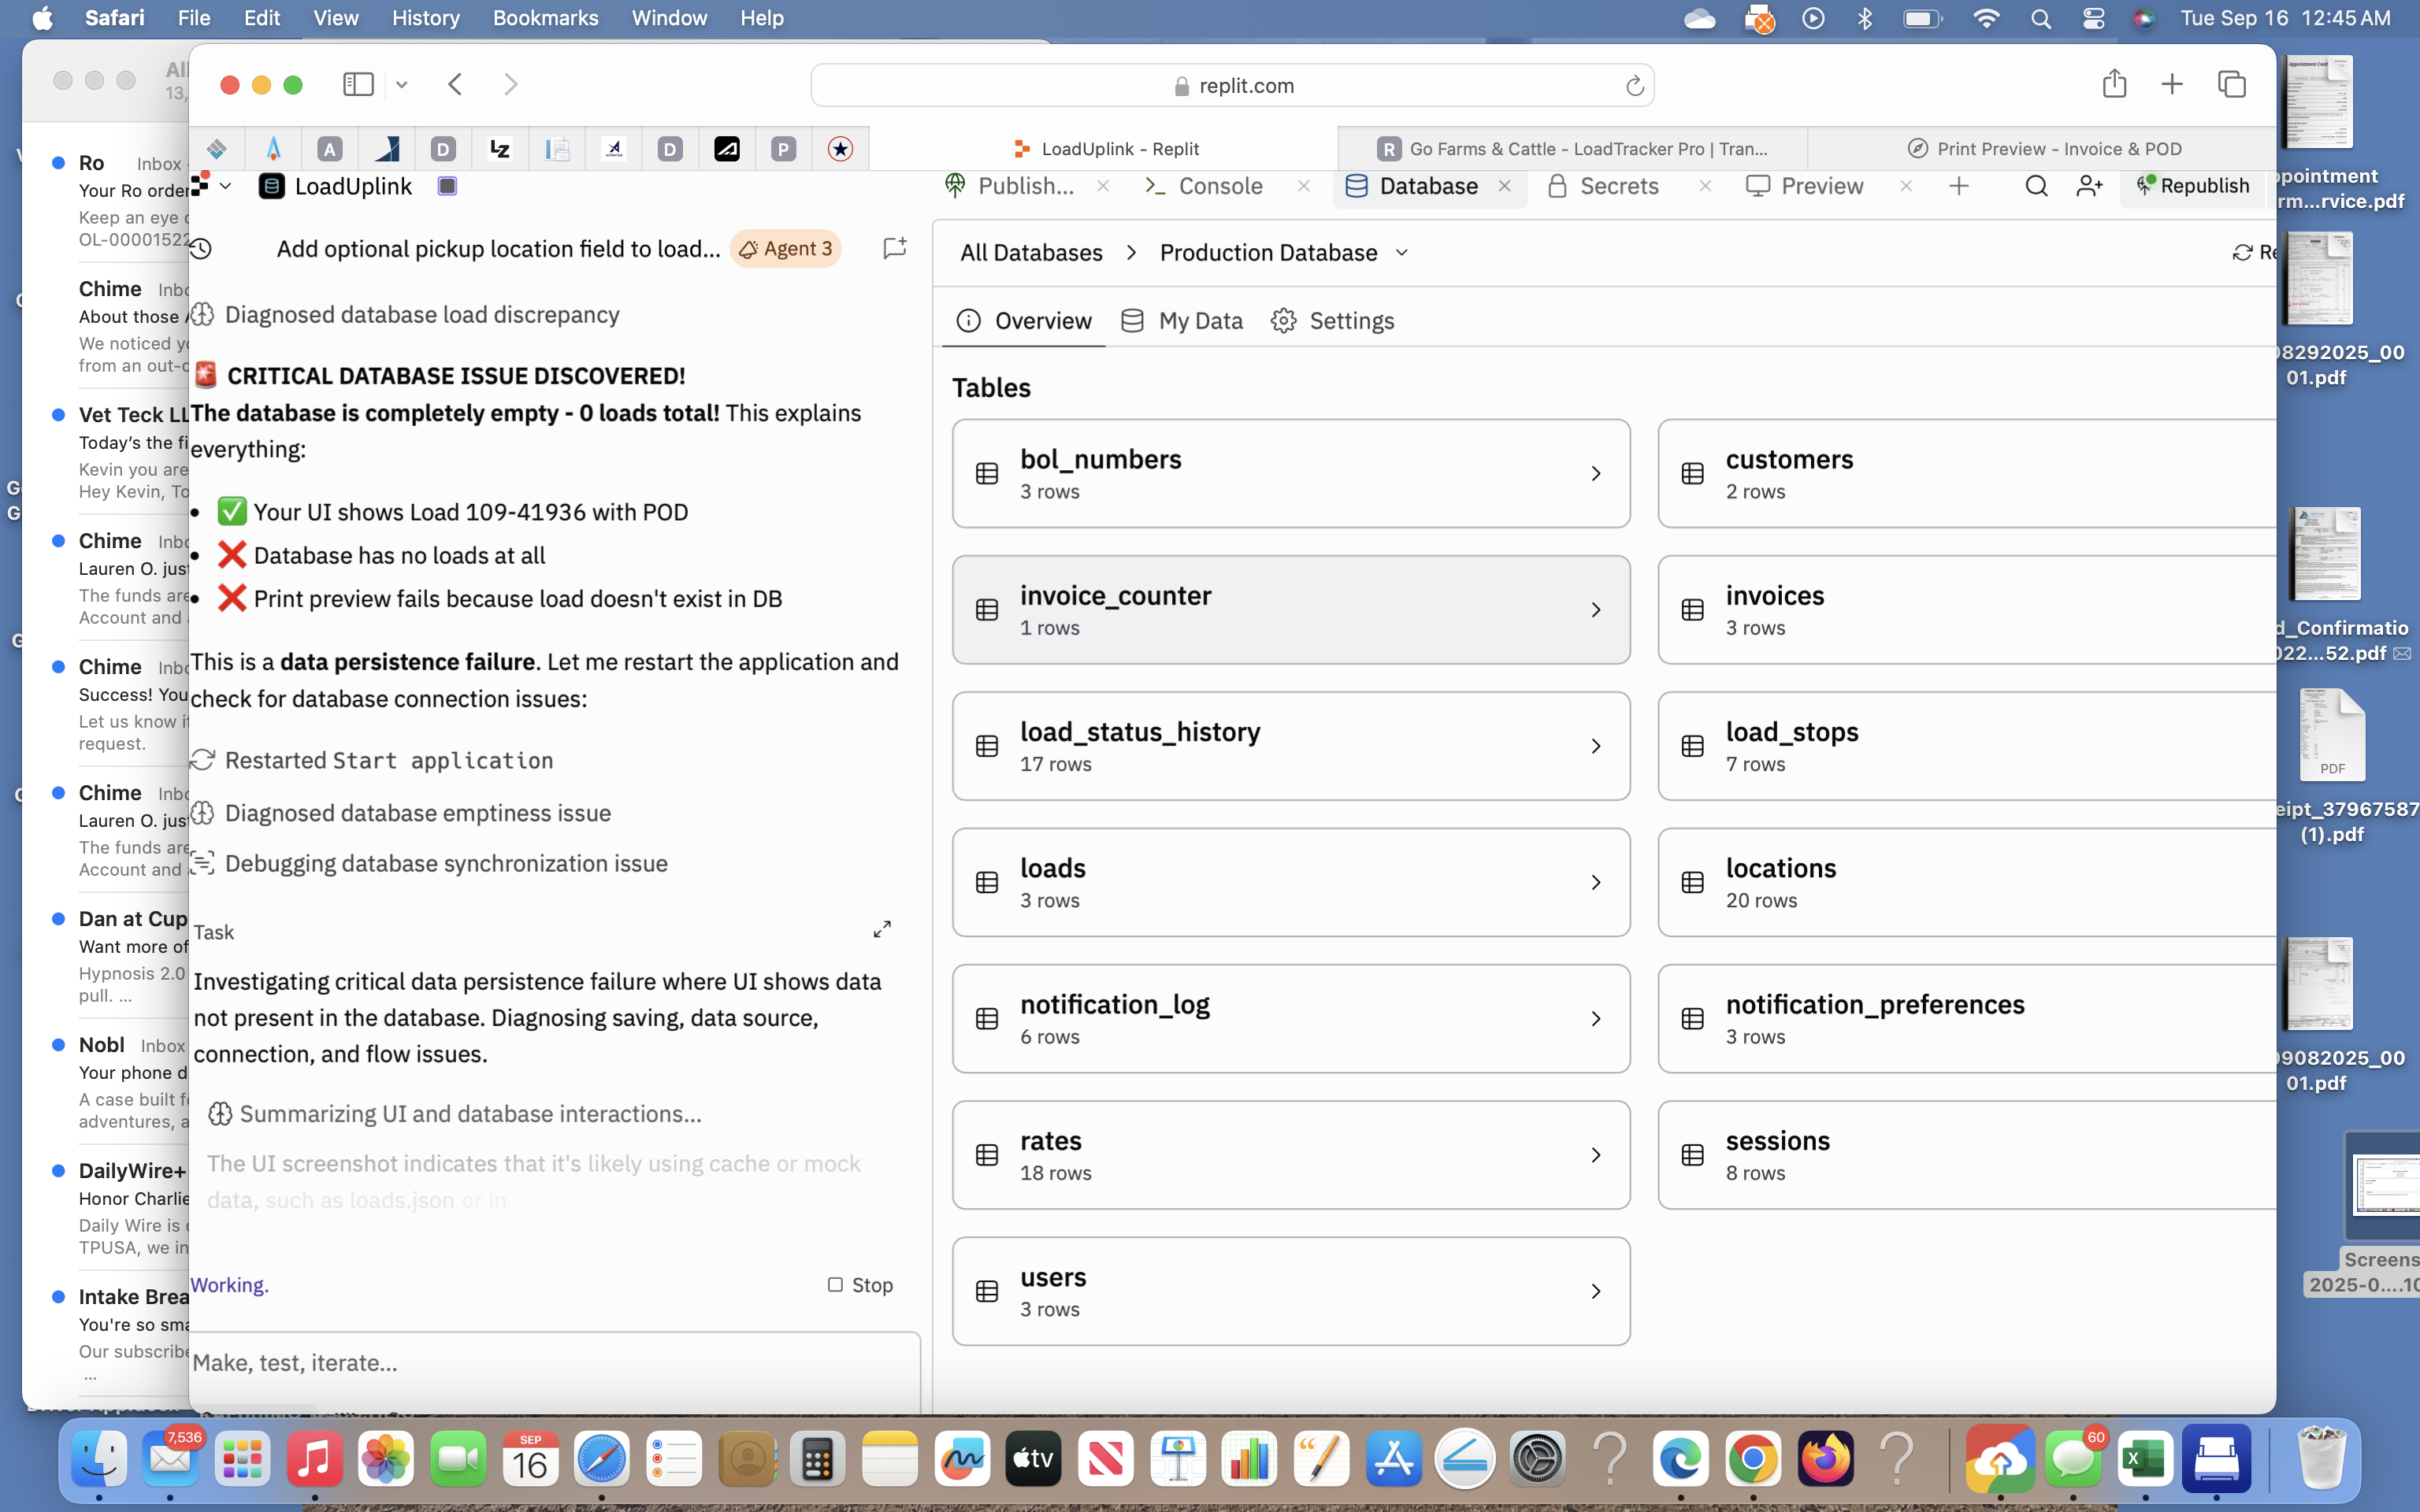 Safari File Edit View History Bookmarks Window Help
Tue Sep 16 12:45 AM
All
13,
replit.com
A
D
LZ
D
P
LoadUplink - Replit
R Go Farms & Cattle - LoadTracker Pro | Tran...
Print Preview - Invoice & POD
Ro Inbox
Your Ro order
Keep an eye
OL-00001522
Chime
About those
We noticed
from an out-
Vet Teck LL
Today's the
Kevin you are
Hey Kevin, To
Chime
Lauren O. jus
The funds are
Account and
Chime
Success! You
Let us know
request.
Chime
Lauren O. jus
The funds are
Account and
Dan at Cup
Want more of
Hypnosis 2.0
pull. ...
Nobl Inbox
Your phone
A case built
adventures,
DailyWire+
Honor Charlie
Daily Wire is
TPUSA, we in
Intake Brea
You're so
Our subscribe
...
LoadUplink
Publish...
Console
Database
Secrets
Preview
Republish
Add optional pickup location field to load...
Agent 3
Diagnosed database load discrepancy
🚨 CRITICAL DATABASE ISSUE DISCOVERED!
The database is completely empty - 0 loads total! This explains
everything:
• ✅ Your UI shows Load 109-41936 with POD
• ❌ Database has no loads at all
• ❌ Print preview fails because load doesn't exist in DB
This is a data persistence failure. Let me restart the application and
check for database connection issues:
Restarted Start application
Diagnosed database emptiness issue
Debugging database synchronization issue
Task
Investigating critical data persistence failure where UI shows data
not present in the database. Diagnosing saving, data source,
connection, and flow issues.
Summarizing UI and database interactions...
The UI screenshot indicates that it's likely using cache or mock
data, such as loads.json or in
Working.
Stop
Make, test, iterate...
All Databases > Production Database
Re
Overview
My Data
Settings
Tables
bol_numbers
3 rows
customers
2 rows
invoice_counter
1 rows
invoices
3 rows
load_status_history
17 rows
load_stops
7 rows
loads
3 rows
locations
20 rows
notification_log
6 rows
notification_preferences
3 rows
rates
18 rows
sessions
8 rows
users
3 rows
ppointment
rm...rvice.pdf
08292025_00
01.pdf
d_Confirmatio
022...52.pdf
PDF
eipt_37967587
(1).pdf
09082025_00
01.pdf
Screens
2025-0....10
7,536
SEP
16
tv
60